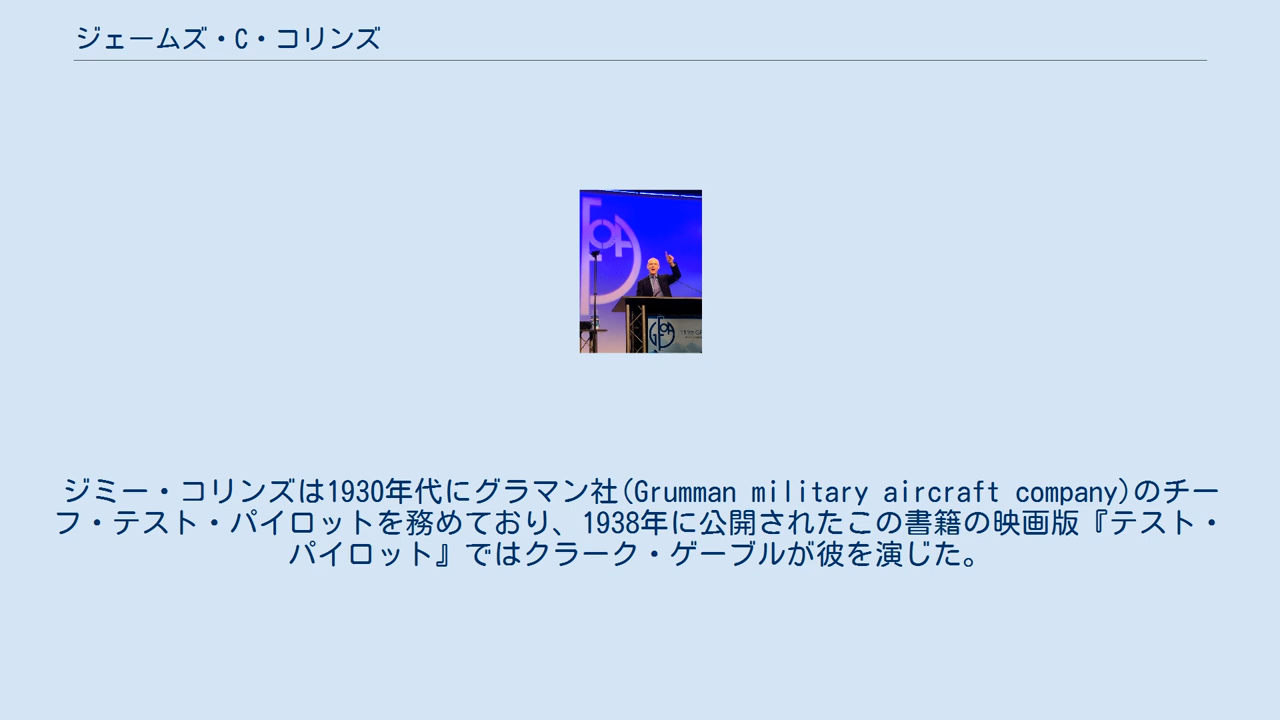 ジェームズ・C・コリンズ
ジミー・コリンズは1930年代にグラマン社(Grumman military aircraft company)のチー
フ・テスト・パイロットを務めており、1938年に公開されたこの書籍の映画版『テスト・
パイロット』ではクラーク・ゲーブルが彼を演じた。